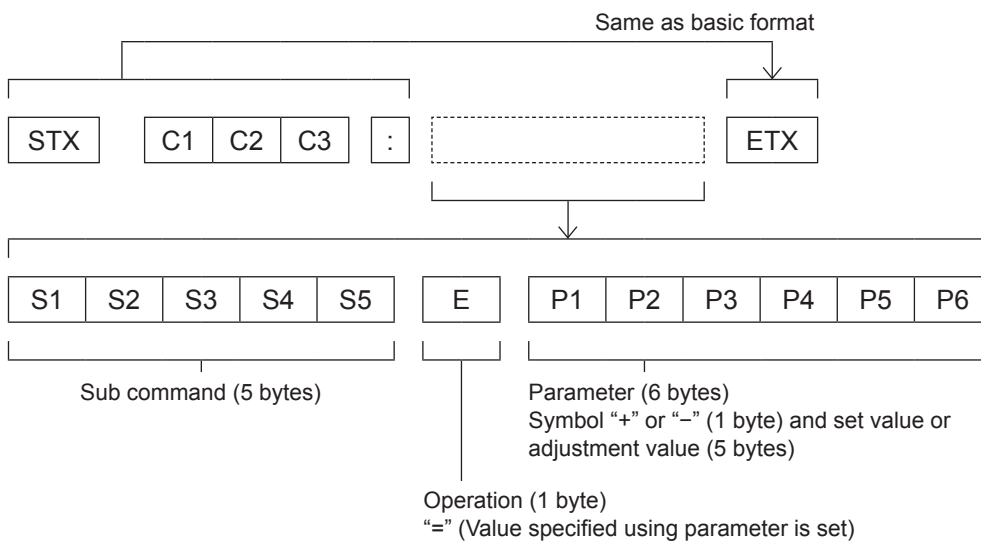 Same as basic format
STX C1 C2 C3 : ETX
S1 S2 S3 S4 S5 E P1 P2 P3 P4 P5 P6
Sub command (5 bytes)
Parameter (6 bytes)
Symbol “+” or “−” (1 byte) and set value or
adjustment value (5 bytes)
Operation (1 byte)
“=” (Value specified using parameter is set)